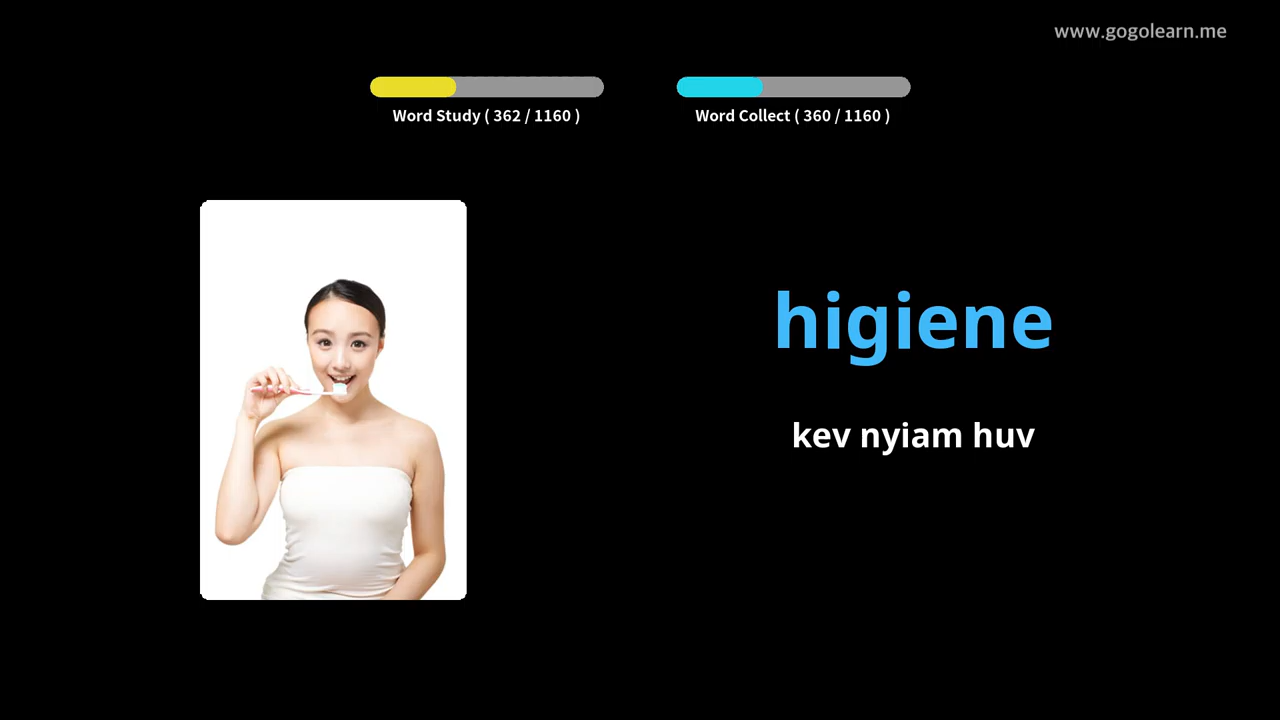 www.gogolearn.me
Word Study ( 362 / 1160 )
Word Collect ( 360 / 1160 )
higiene
kev nyiam huv